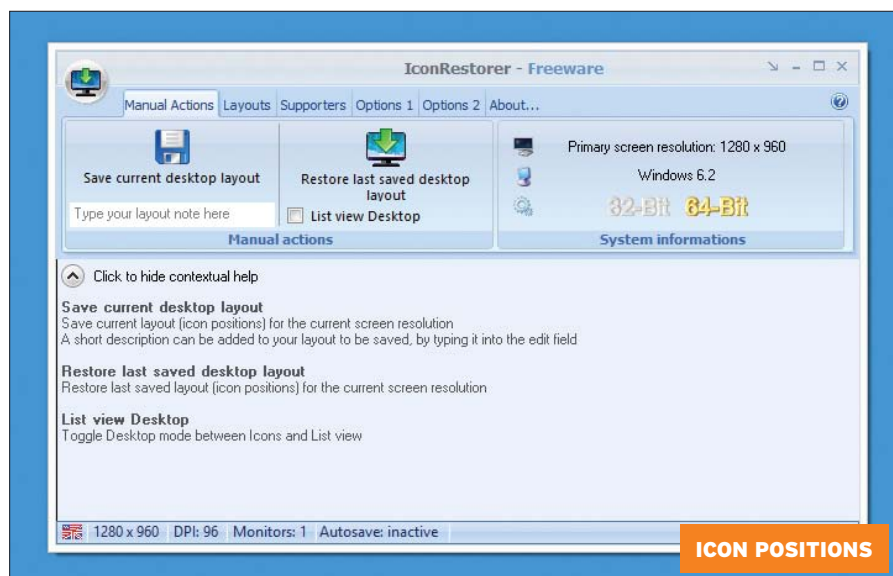 IconRestorer - Freeware
Manual Actions Layouts Supporters Options 1 Options 2 About...
Save current desktop layout
Type your layout note here
Restore last saved desktop
layout
List view Desktop
Manual actions
Primary screen resolution: 1280 x 960
Windows 6.2
32-Bit 64-Bit
System informations
Click to hide contextual help
Save current desktop layout
Save current layout (icon positions) for the current screen resolution
A short description can be added to your layout to be saved, by typing it into the edit field
Restore last saved desktop layout
Restore last saved layout (icon positions) for the current screen resolution
List view Desktop
Toggle Desktop mode between Icons and List view
1280 x 960 DPI: 96 Monitors: 1 Autosave: inactive
ICON POSITIONS